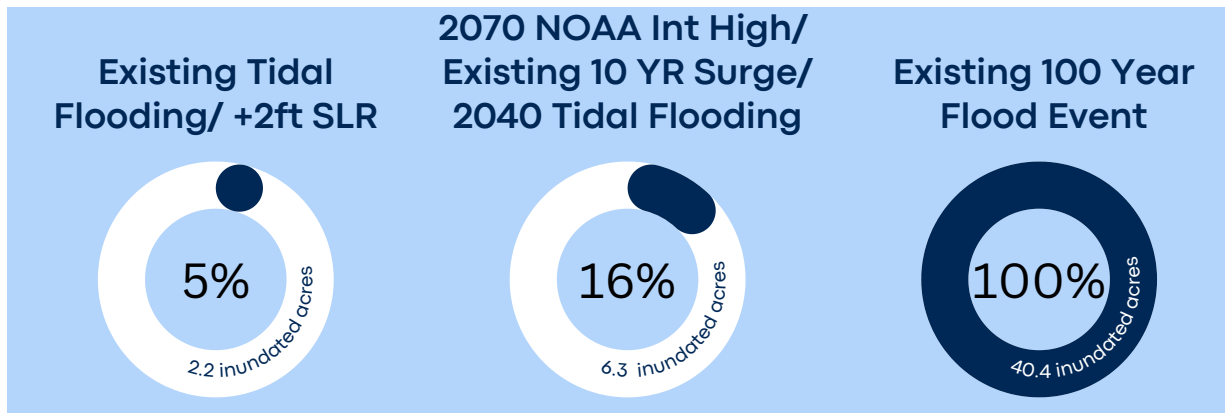 Existing Tidal
Flooding/ +2ft SLR
5%
2.2 inundated acres
2070 NOAA Int High/
Existing 10 YR Surge/
2040 Tidal Flooding
16%
6.3 inundated acres
Existing 100 Year
Flood Event
100%
40.4 inundated acres